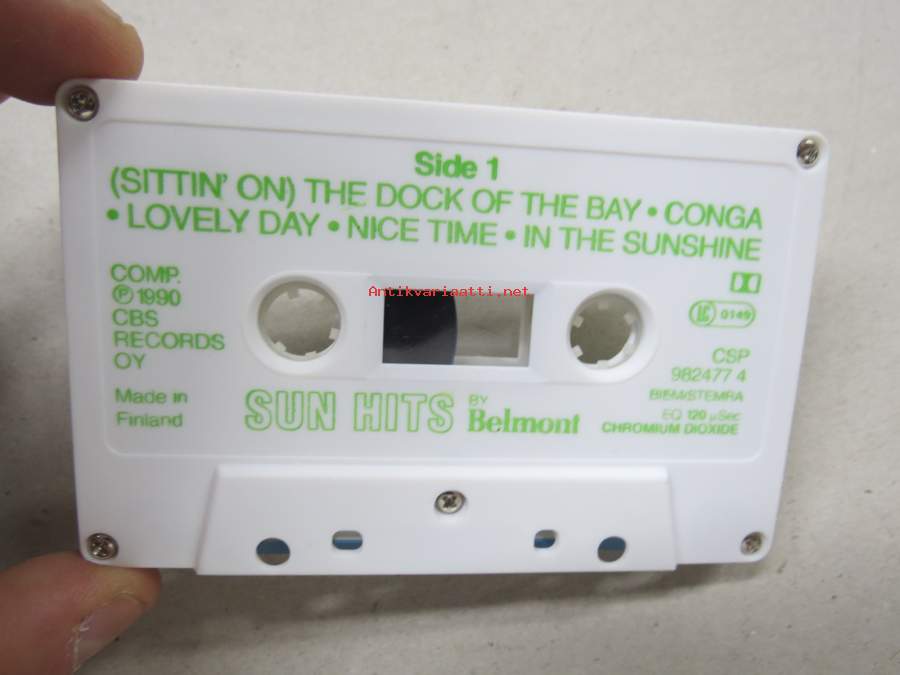 Side 1
(SITTIN' ON) THE DOCK OF THE BAY • CONGA
• LOVELY DAY • NICE TIME • IN THE SUNSHINE
COMP.
℗ 1990
CBS
RECORDS
OY
Made in
Finland
Antikvariaatti.net
LC 0149
CSP
982477 4
BIEM/STEMRA
EQ 120 µSec
CHROMIUM DIOXIDE
SUN HITS BY Belmont